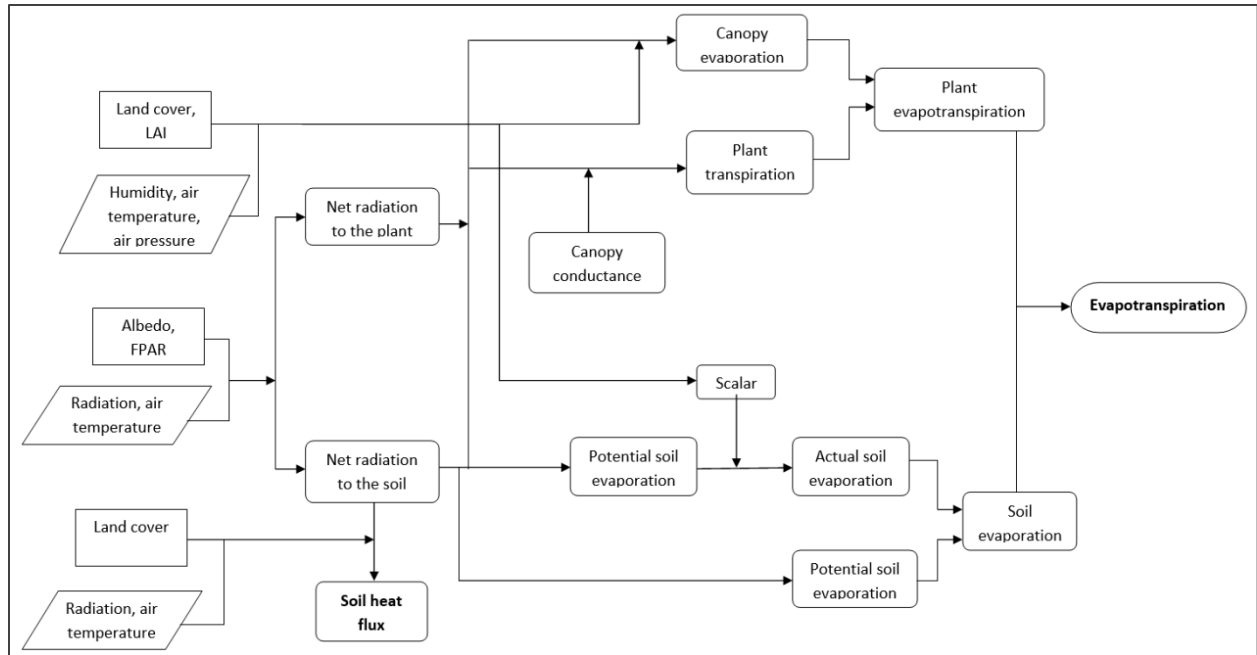 Canopy
evaporation
Plant
evapotranspiration
Land cover,
LAI
Plant
transpiration
Humidity, air
temperature,
air pressure
Net radiation
to the plant
Canopy
conductance
Evapotranspiration
Albedo,
FPAR
Radiation, air
temperature
Scalar
Net radiation
to the soil
Potential soil
evaporation
Actual soil
evaporation
Land cover
Soil
evaporation
Potential soil
evaporation
Radiation, air
temperature
Soil heat
flux